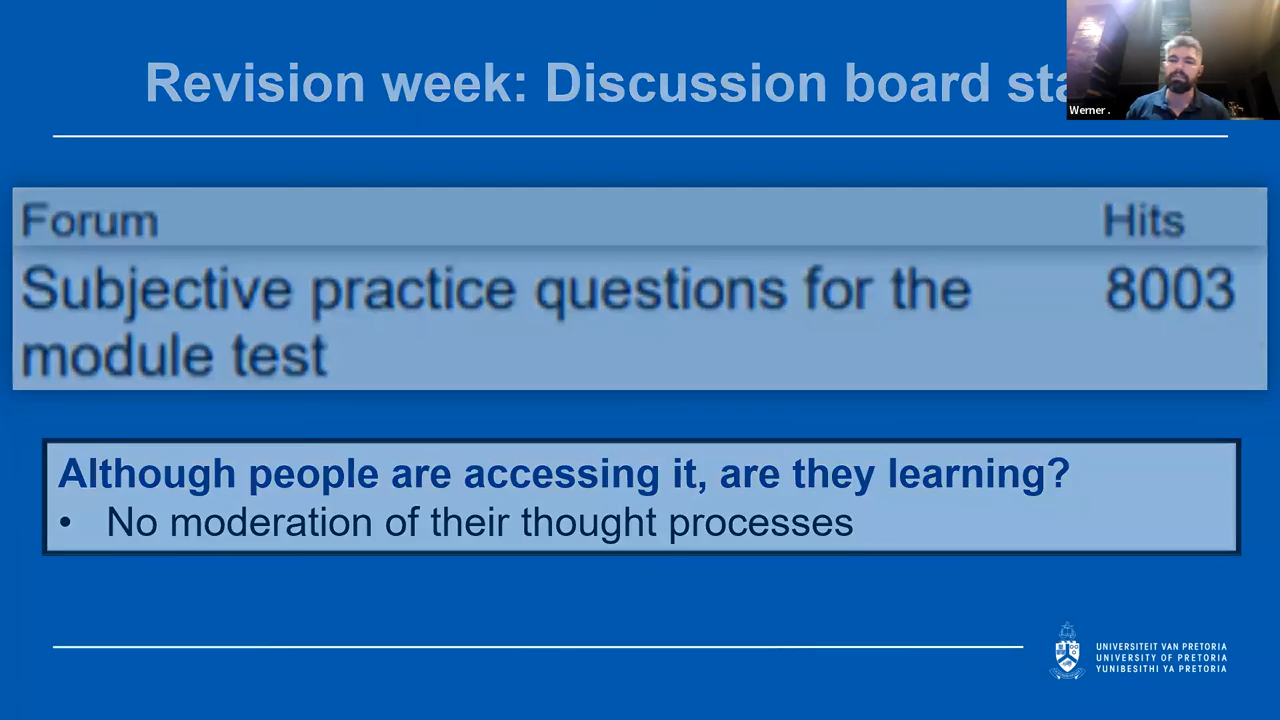 Revision week: Discussion board sta
Werner .
Forum Hits
Subjective practice questions for the 8003
module test
Although people are accessing it, are they learning?
• No moderation of their thought processes
UNIVERSITEIT VAN PRETORIA
UNIVERSITY OF PRETORIA
YUNIBESITHI YA PRETORIA